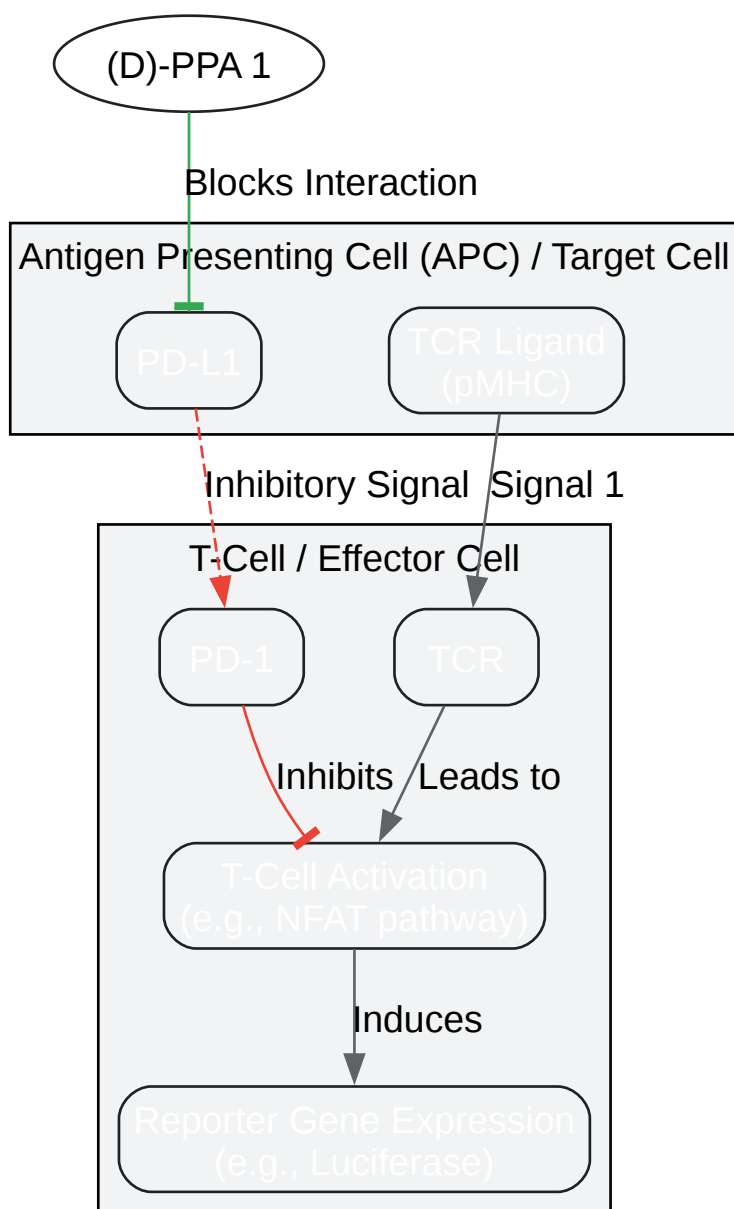 (D)-PPA 1
Blocks Interaction
Antigen Presenting Cell (APC) / Target Cell
PD-L1
TCR Ligand
(pMHC)
Inhibitory Signal
Signal 1
T-Cell / Effector Cell
PD-1
TCR
Inhibits
Leads to
T-Cell Activation
(e.g., NFAT pathway)
Induces
Reporter Gene Expression
(e.g., Luciferase)